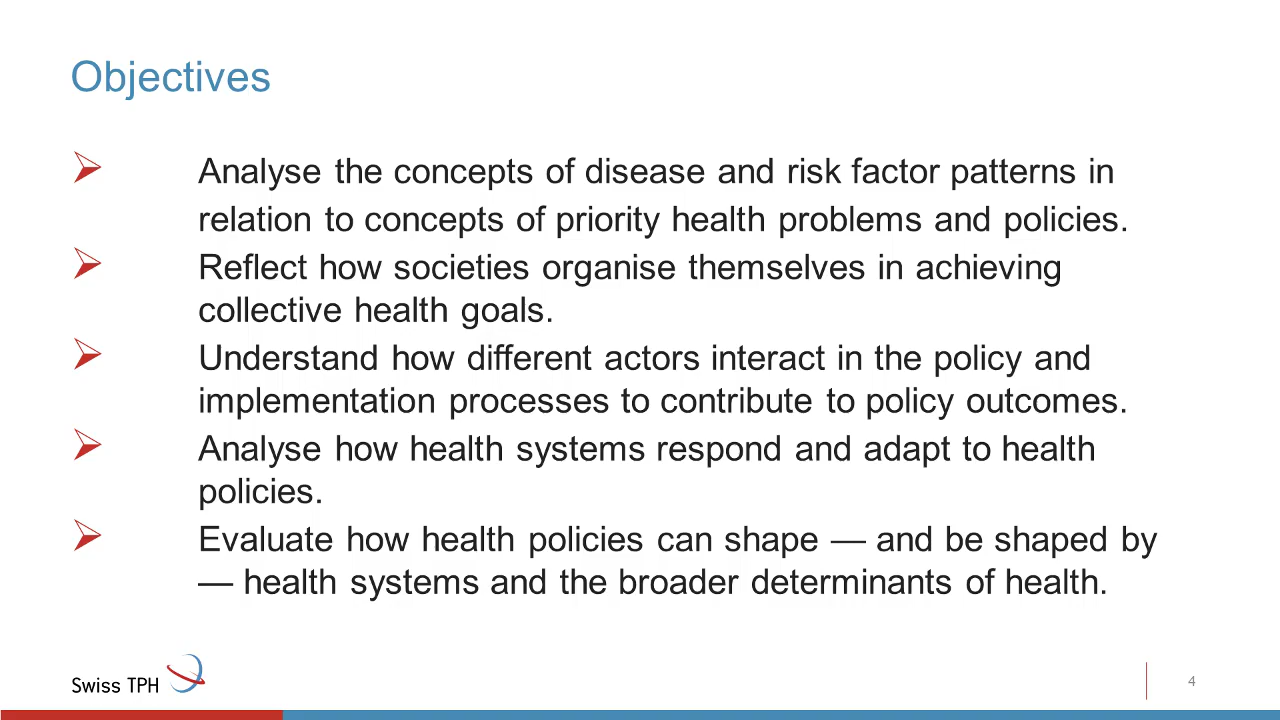 Objectives
Analyse the concepts of disease and risk factor patterns in
relation to concepts of priority health problems and policies.
Reflect how societies organise themselves in achieving
collective health goals.
Understand how different actors interact in the policy and
implementation processes to contribute to policy outcomes.
Analyse how health systems respond and adapt to health
policies.
Evaluate how health policies can shape — and be shaped by
— health systems and the broader determinants of health.
Swiss TPH
4